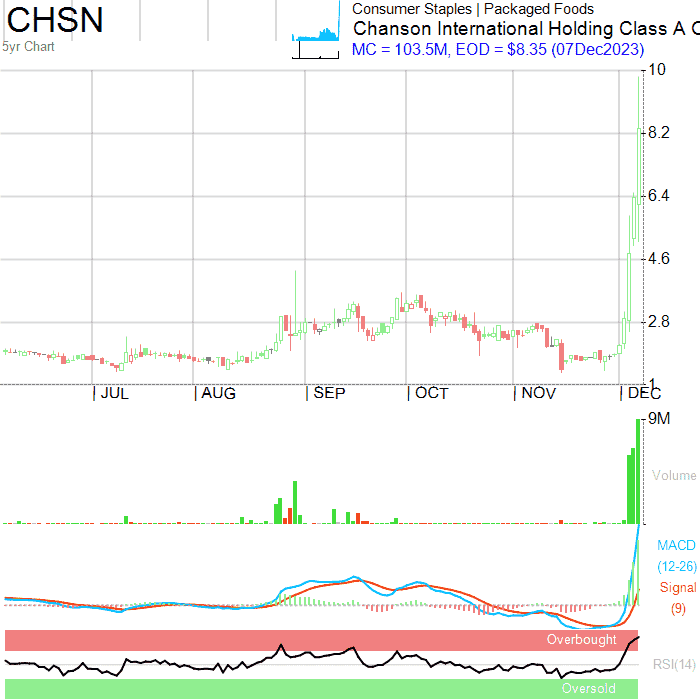 CHSN
5yr Chart
Consumer Staples | Packaged Foods
Chanson International Holding Class A O
MC = 103.5M, EOD = $8.35 (07Dec2023)
10
8.2
6.4
4.6
2.8
1
JUL AUG SEP OCT NOV DEC
9M
Volume
MACD
(12-26)
Signal
(9)
Overbought
RSI(14)
Oversold